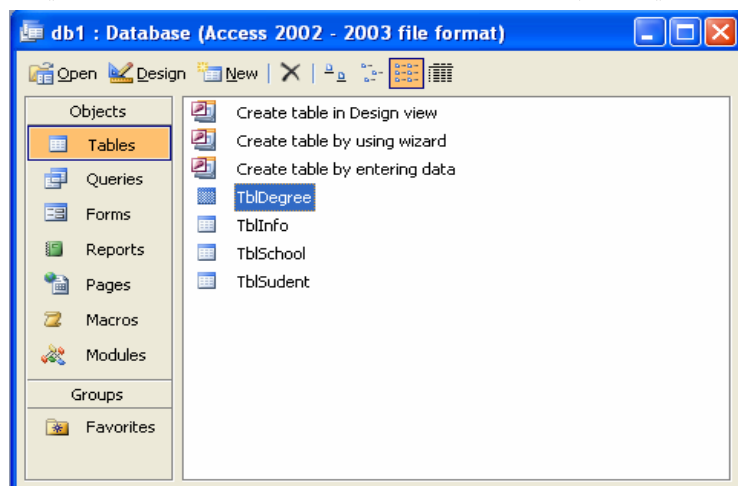 db1 : Database (Access 2002 - 2003 file format)
Open Design New
Objects
Tables
Queries
Forms
Reports
Pages
Macros
Modules
Groups
Favorites
Create table in Design view
Create table by using wizard
Create table by entering data
TblDegree
TblInfo
TblSchool
TblSudent